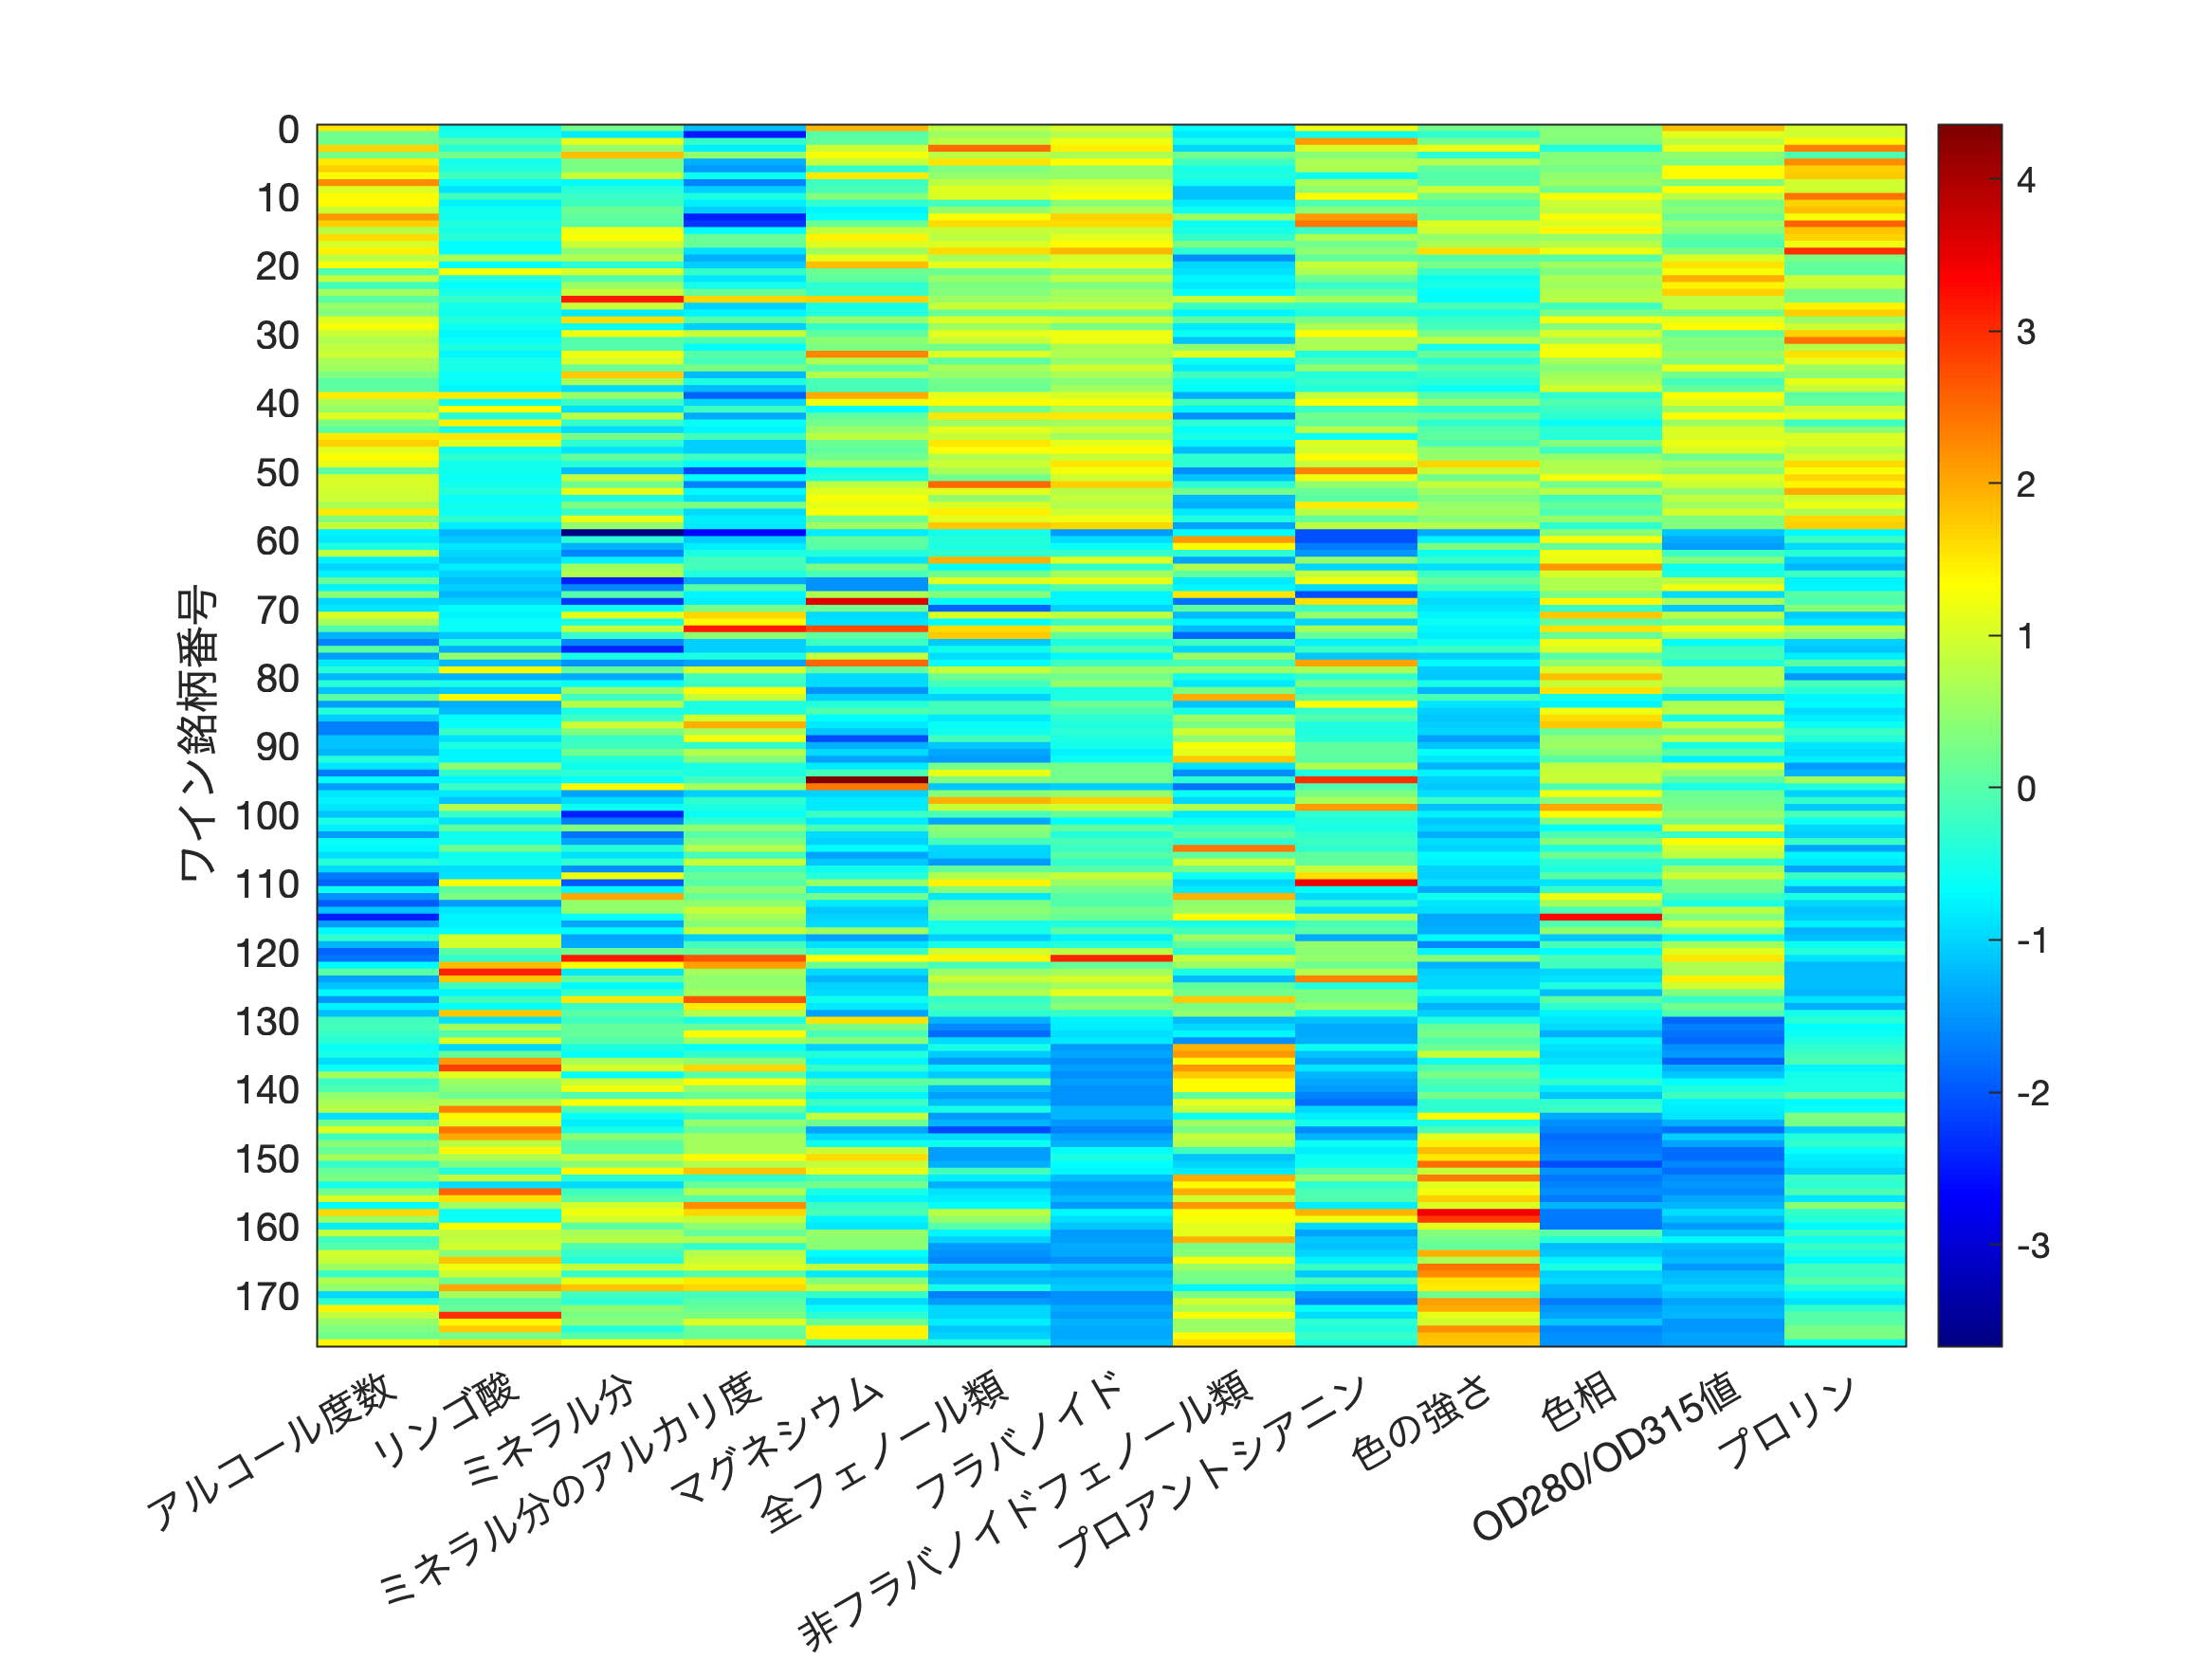 0
10
20
30
40
50
60
70
80
90
100
110
120
130
140
150
160
170
ワイン銘柄番号
アルコール度数
リンゴ酸
ミネラル分
ミネラル分のアルカリ度
マグネシウム
全フェノール類
フラバノイド
非フラバノイドフェノール類
プロアントシアニン
色の強さ
色相
OD280/OD315値
プロリン
4
3
2
1
0
-1
-2
-3